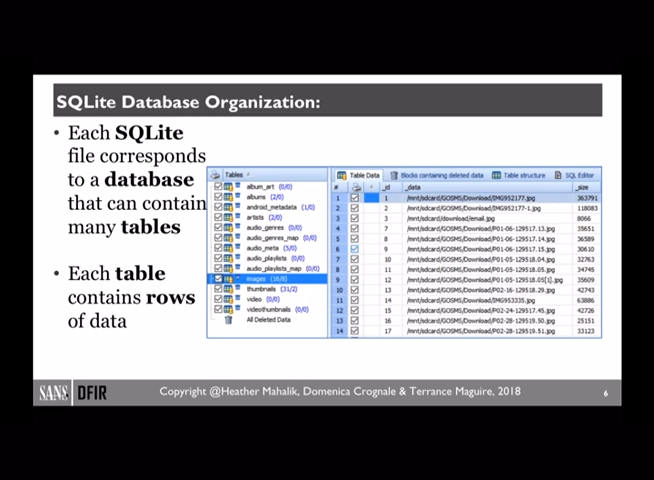 SQLite Database Organization:
• Each SQLite
file corresponds
to a database
that can contain
many tables
• Each table
contains rows
of data
Tables
album_art (0/0)
albums (2/0)
android_metadata (1/0)
artists (2/0)
audio_genres (0/0)
audio_genres_map (0/0)
audio_meta (5/0)
audio_playlists (0/0)
audio_playlists_map (0/0)
images (16/8)
thumbnails (31/2)
video (0/0)
videothumbnails (0/0)
All Deleted Data
Table Data Blocks containing deleted data Table structure SQL Editor
# _id _data _size
1 1 /mnt/sdcard/GOSMS/Download/IMG952177.jpg 363791
2 2 /mnt/sdcard/GOSMS/Download/IMG952177-1.jpg 118083
3 3 /mnt/sdcard/download/email.jpg 8066
4 7 /mnt/sdcard/GOSMS/Download/P01-06-129517.13.jpg 35651
5 8 /mnt/sdcard/GOSMS/Download/P01-06-129517.14.jpg 36589
6 9 /mnt/sdcard/GOSMS/Download/P01-06-129517.15.jpg 30610
7 10 /mnt/sdcard/GOSMS/Download/P01-12-129518.04.jpg 32763
8 11 /mnt/sdcard/GOSMS/Download/P01-12-129518.05.jpg 34745
9 12 /mnt/sdcard/GOSMS/Download/P01-12-129518.05[1].jpg 35609
10 13 /mnt/sdcard/GOSMS/Download/P01-16-129518.29.jpg 42743
11 14 /mnt/sdcard/GOSMS/Download/IMG953335.jpg 63886
12 15 /mnt/sdcard/GOSMS/Download/P02-24-129517.45.jpg 42726
13 16 /mnt/sdcard/GOSMS/Download/P02-28-129519.50.jpg 25151
14 17 /mnt/sdcard/GOSMS/Download/P02-28-129519.51.jpg 33123
SANS DFIR Copyright @Heather Mahalik, Domenica Crognale & Terrance Maguire, 2018 6